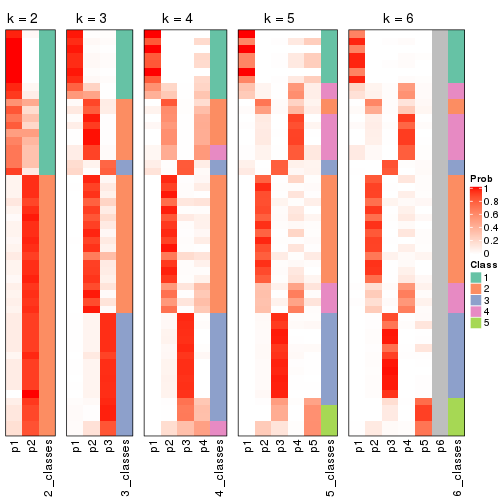 k = 2
k = 3
k = 4
k = 5
k = 6
p1
p2
2_classes
p1
p2
p3
3_classes
p1
p2
p3
p4
4_classes
p1
p2
p3
p4
p5
5_classes
p1
p2
p3
p4
p5
p6
6_classes
Prob
1
0.8
0.6
0.4
0.2
0
Class
1
2
3
4
5